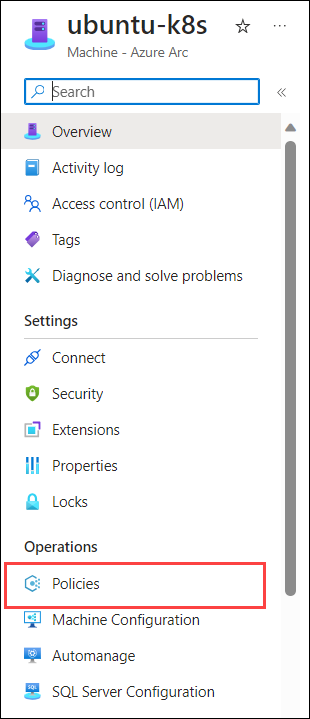 ubuntu-k8s
Machine - Azure Arc
Search
Overview
Activity log
Access control (IAM)
Tags
Diagnose and solve problems
Settings
Connect
Security
Extensions
Properties
Locks
Operations
Policies
Machine Configuration
Automanage
SQL Server Configuration